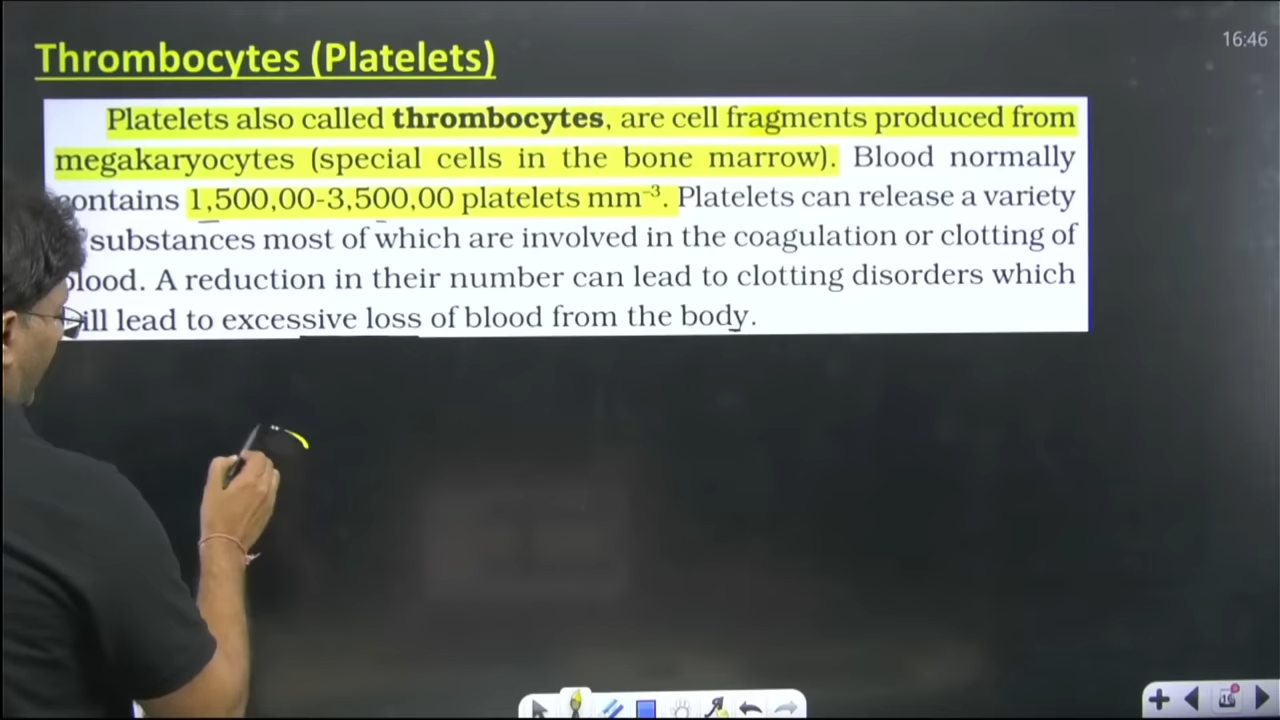 Thrombocytes (Platelets)
16:46
Platelets also called thrombocytes, are cell fragments produced from
megakaryocytes (special cells in the bone marrow). Blood normally
contains 1,500,00-3,500,00 platelets mm⁻³. Platelets can release a variety
substances most of which are involved in the coagulation or clotting of
blood. A reduction in their number can lead to clotting disorders which
will lead to excessive loss of blood from the body.